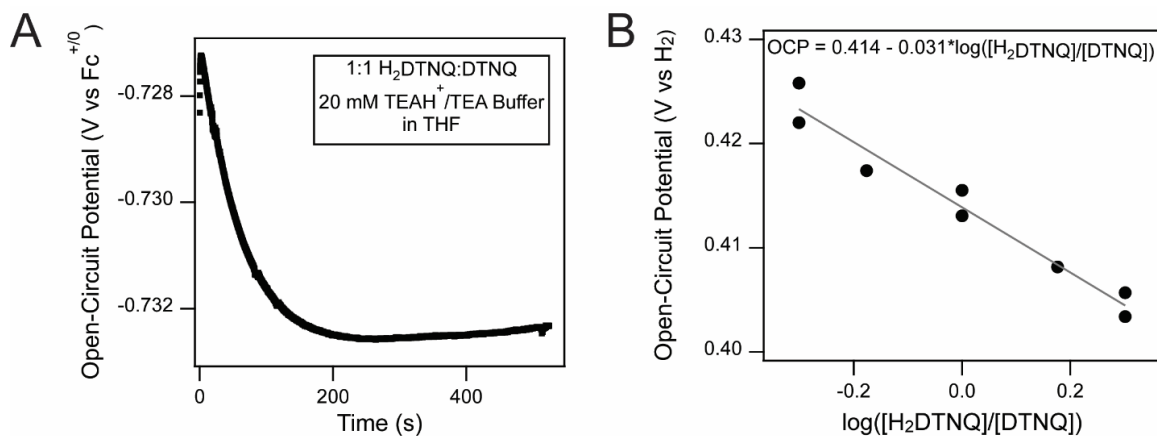 A
Open-Circuit Potential (V vs Fc⁺/⁰)
-0.728
-0.730
-0.732
1:1 H₂DTNQ:DTNQ
20 mM TEAH⁺/TEA Buffer
in THF
0
200
400
Time (s)
B
Open-Circuit Potential (V vs H₂)
0.43
0.42
0.41
0.40
OCP = 0.414 - 0.031*log([H₂DTNQ]/[DTNQ])
-0.2
0.0
0.2
log([H₂DTNQ]/[DTNQ])